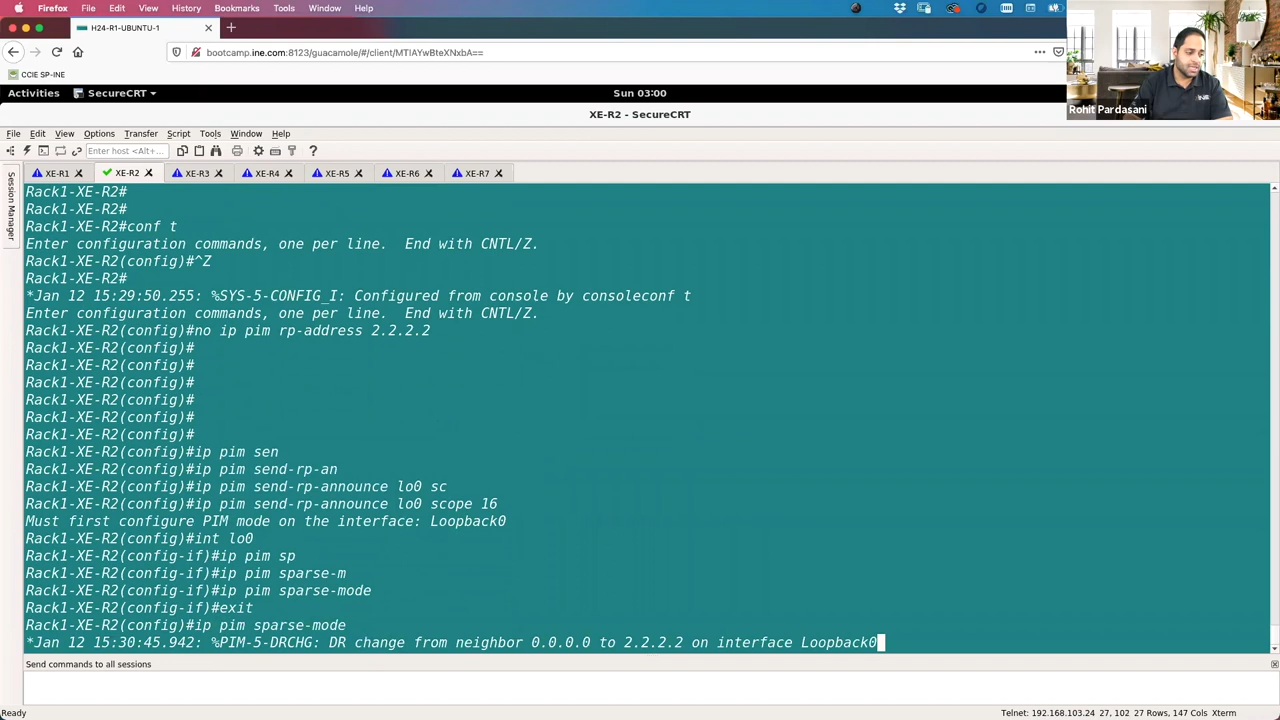 Firefox File Edit View History Bookmarks Tools Window Help
H24-R1-UBUNTU-1
bootcamp.ine.com:8123/guacamole/#/client/MTIAYwBteXNxbA==
CCIE SP-INE
Activities SecureCRT Sun 03:00
Rohit Pardasani
XE-R2 - SecureCRT
File Edit View Options Transfer Script Tools Window Help
Enter host <Alt+...
XE-R1 XE-R2 XE-R3 XE-R4 XE-R5 XE-R6 XE-R7
Session Manager
Rack1-XE-R2#
Rack1-XE-R2#
Rack1-XE-R2#conf t
Enter configuration commands, one per line.  End with CNTL/Z.
Rack1-XE-R2(config)#^Z
Rack1-XE-R2#
*Jan 12 15:29:50.255: %SYS-5-CONFIG_I: Configured from console by consoleconf t
Enter configuration commands, one per line.  End with CNTL/Z.
Rack1-XE-R2(config)#no ip pim rp-address 2.2.2.2
Rack1-XE-R2(config)#
Rack1-XE-R2(config)#
Rack1-XE-R2(config)#
Rack1-XE-R2(config)#
Rack1-XE-R2(config)#
Rack1-XE-R2(config)#
Rack1-XE-R2(config)#ip pim sen
Rack1-XE-R2(config)#ip pim send-rp-an
Rack1-XE-R2(config)#ip pim send-rp-announce lo0 sc
Rack1-XE-R2(config)#ip pim send-rp-announce lo0 scope 16
Must first configure PIM mode on the interface: Loopback0
Rack1-XE-R2(config)#int lo0
Rack1-XE-R2(config-if)#ip pim sp
Rack1-XE-R2(config-if)#ip pim sparse-m
Rack1-XE-R2(config-if)#ip pim sparse-mode
Rack1-XE-R2(config-if)#exit
Rack1-XE-R2(config)#ip pim sparse-mode
*Jan 12 15:30:45.942: %PIM-5-DRCHG: DR change from neighbor 0.0.0.0 to 2.2.2.2 on interface Loopback0
Send commands to all sessions
Ready Telnet: 192.168.103.24 27, 102 27 Rows, 147 Cols Xterm